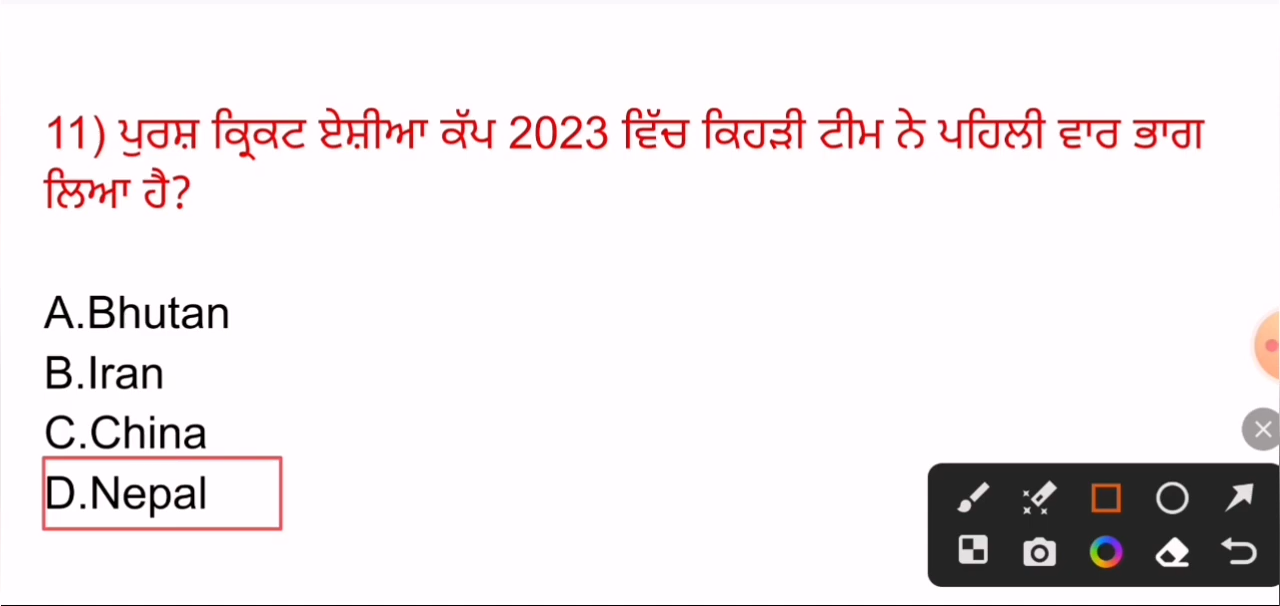 11) ਪੁਰਸ਼ ਕ੍ਰਿਕਟ ਏਸ਼ੀਆ ਕੱਪ 2023 ਵਿੱਚ ਕਿਹੜੀ ਟੀਮ ਨੇ ਪਹਿਲੀ ਵਾਰ ਭਾਗ
ਲਿਆ ਹੈ?
A.Bhutan
B.Iran
C.China
D.Nepal